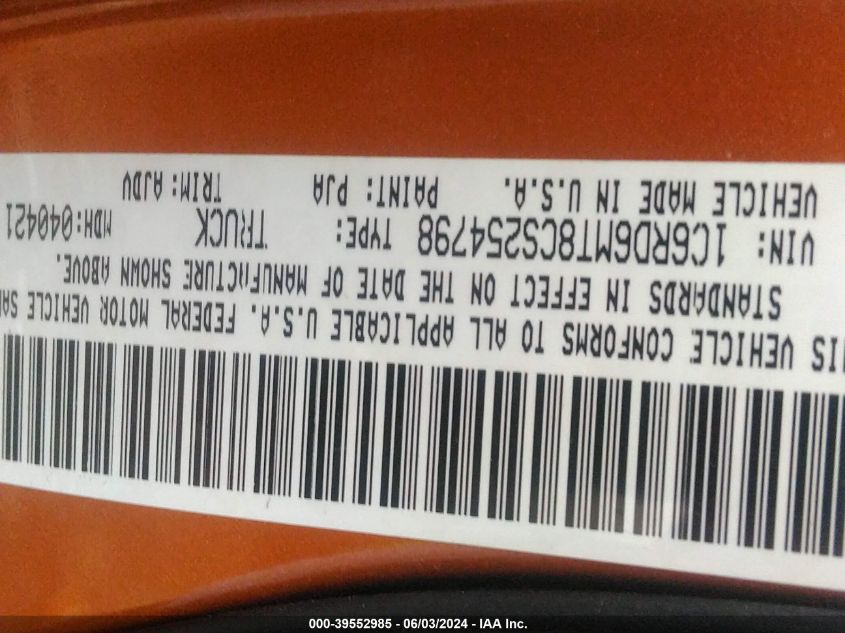 HIS VEHICLE CONFORMS TO ALL APPLICABLE U.S.A. FEDERAL MOTOR VEHICLE SA
STANDARDS IN EFFECT ON THE DATE OF MANUFACTURE SHOWN ABOVE.
VIN: 1C6RD6MT8CS254798 TYPE: TRUCK MDH:040421
VEHICLE MADE IN U.S.A. PAINT: PJA TRIM: AJDV
000-39552985 - 06/03/2024 - IAA Inc.